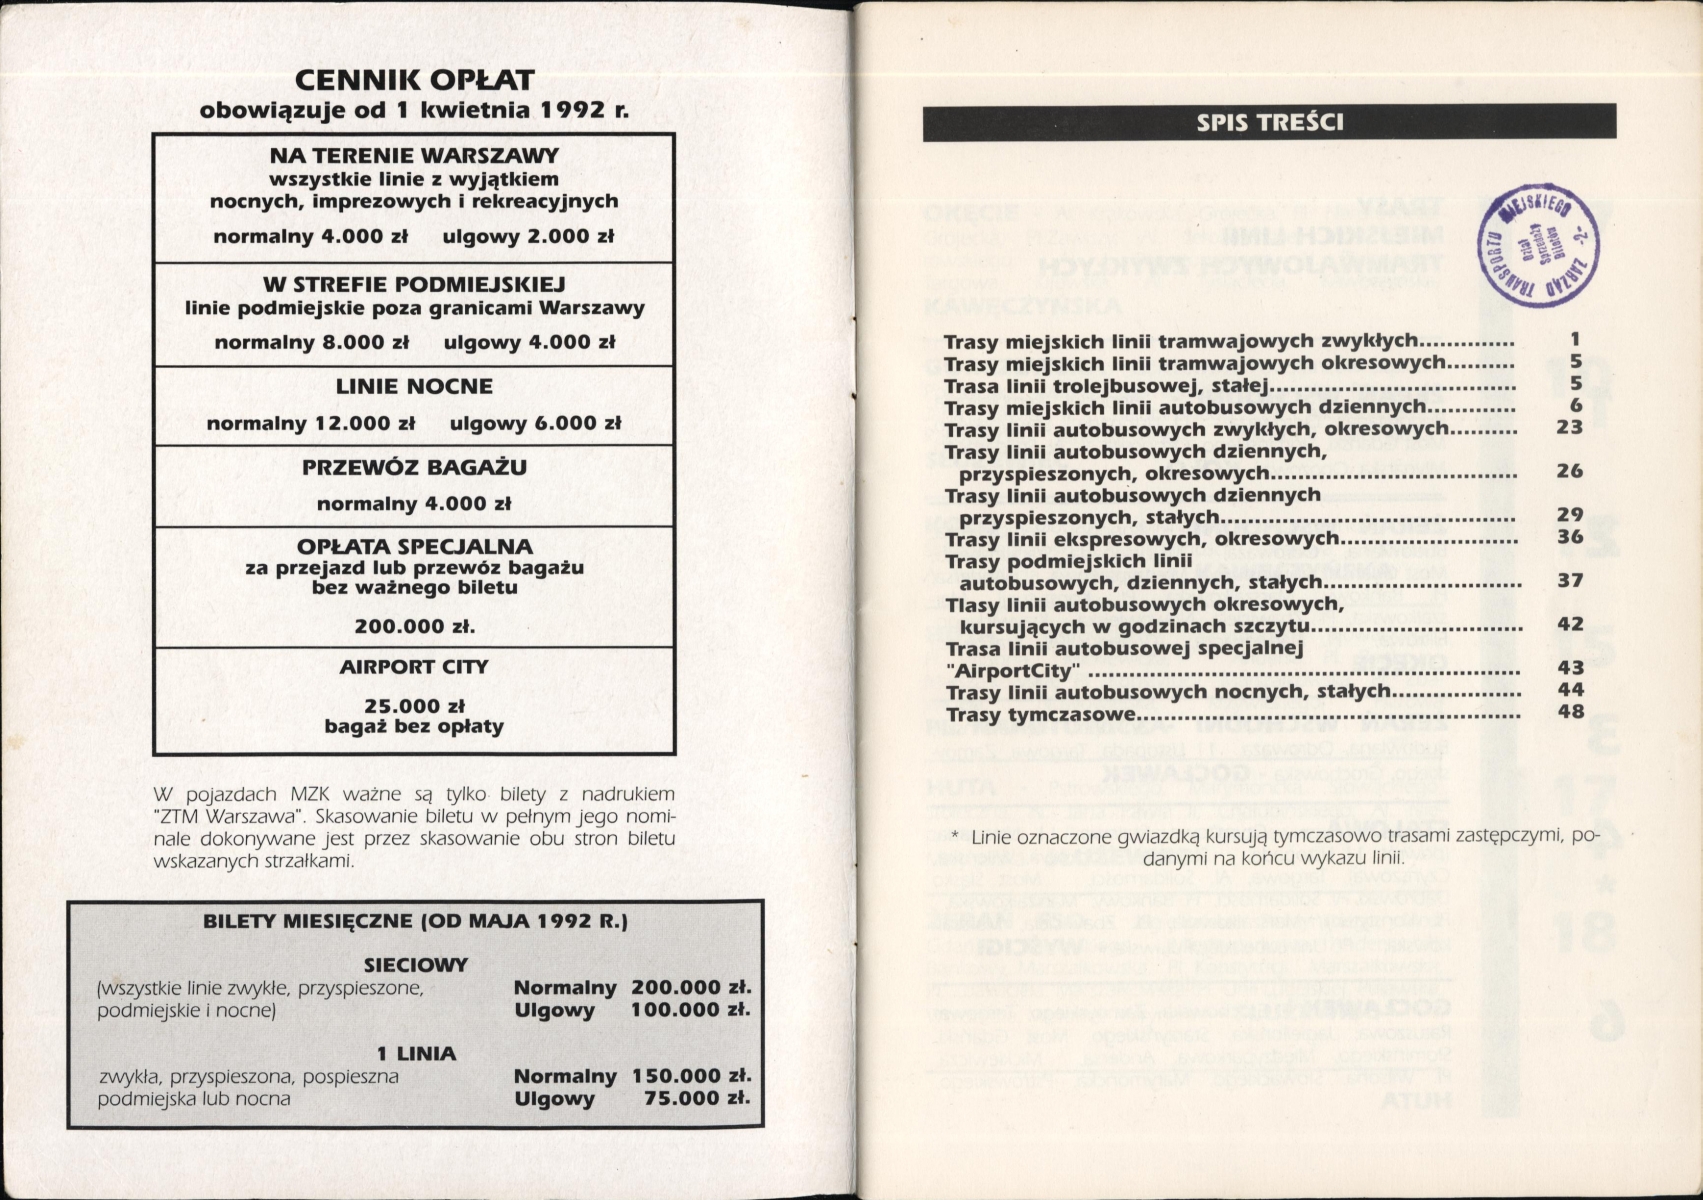 CENNIK OPŁAT
obowiązuje od 1 kwietnia 1992 r.
NA TERENIE WARSZAWY
wszystkie linie z wyjątkiem
nocnych, imprezowych i rekreacyjnych
normalny 4.000 zł ulgowy 2.000 zł
W STREFIE PODMIEJSKIEJ
linie podmiejskie poza granicami Warszawy
normalny 8.000 zł ulgowy 4.000 zł
LINIE NOCNE
normalny 12.000 zł ulgowy 6.000 zł
PRZEWÓZ BAGAŻU
normalny 4.000 zł
OPŁATA SPECJALNA
za przejazd lub przewóz bagażu
bez ważnego biletu
200.000 zł.
AIRPORT CITY
25.000 zł
bagaż bez opłaty
W pojazdach MZK ważne są tylko bilety z nadrukiem
"ZTM Warszawa". Skasowanie biletu w pełnym jego nomi-
nale dokonywane jest przez skasowanie obu stron biletu
wskazanych strzałkami.
BILETY MIESIĘCZNE (OD MAJA 1992 R.)
SIECIOWY
(wszystkie linie zwykłe, przyspieszone, Normalny 200.000 zł.
podmiejskie i nocne) Ulgowy 100.000 zł.
1 LINIA
zwykła, przyspieszona, pospieszna Normalny 150.000 zł.
podmiejska lub nocna Ulgowy 75.000 zł.
SPIS TREŚCI
ZARZĄD TRANSPORTU MIEJSKIEGO -2-
Dział
Sprzedaży
Biletów
Trasy miejskich linii tramwajowych zwykłych.............. 1
Trasy miejskich linii tramwajowych okresowych.......... 5
Trasa linii trolejbusowej, stałej..................................... 5
Trasy miejskich linii autobusowych dziennych............. 6
Trasy linii autobusowych zwykłych, okresowych.......... 23
Trasy linii autobusowych dziennych,
przyspieszonych, okresowych..................................... 26
Trasy linii autobusowych dziennych
przyspieszonych, stałych............................................ 29
Trasy linii ekspresowych, okresowych.......................... 36
Trasy podmiejskich linii
autobusowych, dziennych, stałych............................. 37
Tlasy linii autobusowych okresowych,
kursujących w godzinach szczytu............................... 42
Trasa linii autobusowej specjalnej
"AirportCity" ................................................................ 43
Trasy linii autobusowych nocnych, stałych................... 44
Trasy tymczasowe......................................................... 48
* Linie oznaczone gwiazdką kursują tymczasowo trasami zastępczymi, po-
danymi na końcu wykazu linii.